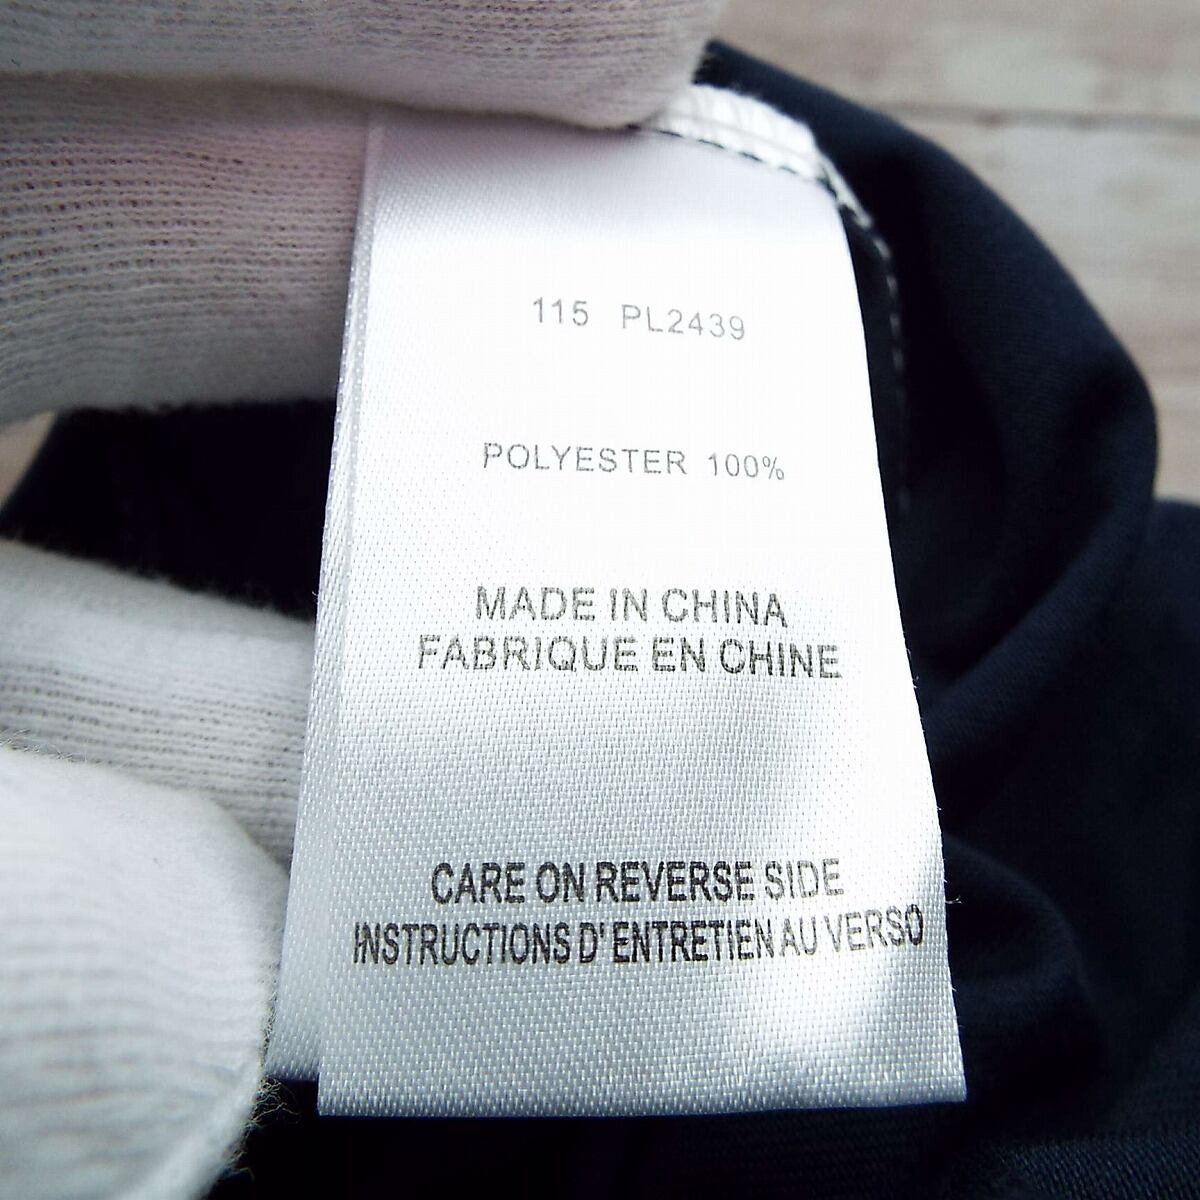 115 PL2439
POLYESTER 100%
MADE IN CHINA
FABRIQUE EN CHINE
CARE ON REVERSE SIDE
INSTRUCTIONS D' ENTRETIEN AU VERSO